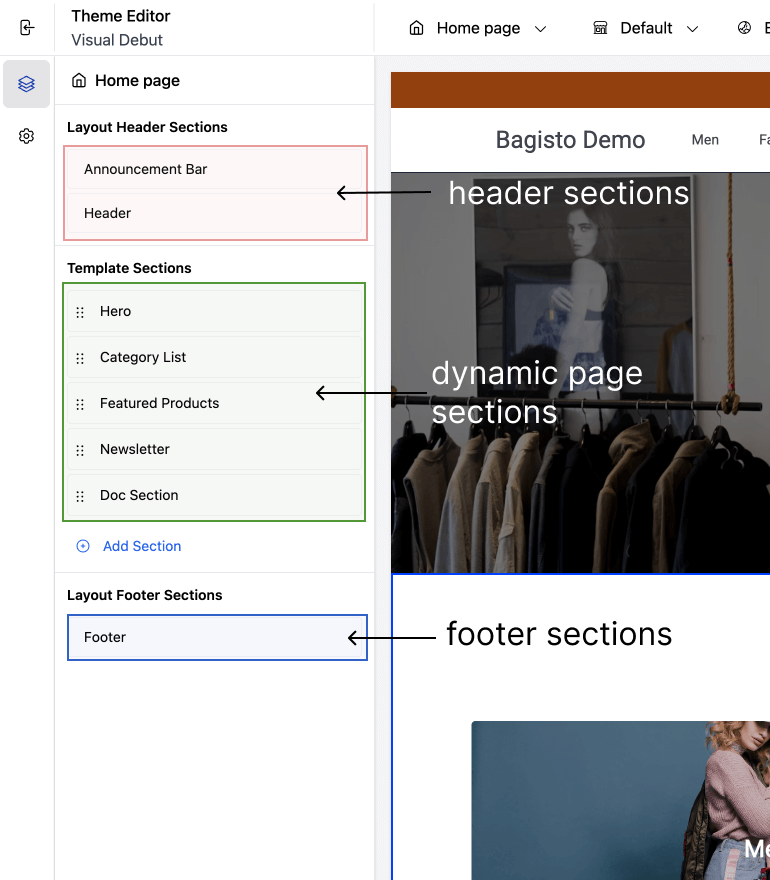 Theme Editor
Visual Debut
Home page
Default
Home page
Layout Header Sections
Announcement Bar
Header
Template Sections
Hero
Category List
Featured Products
Newsletter
Doc Section
Add Section
Layout Footer Sections
Footer
Bagisto Demo
Men
header sections
dynamic page
sections
footer sections